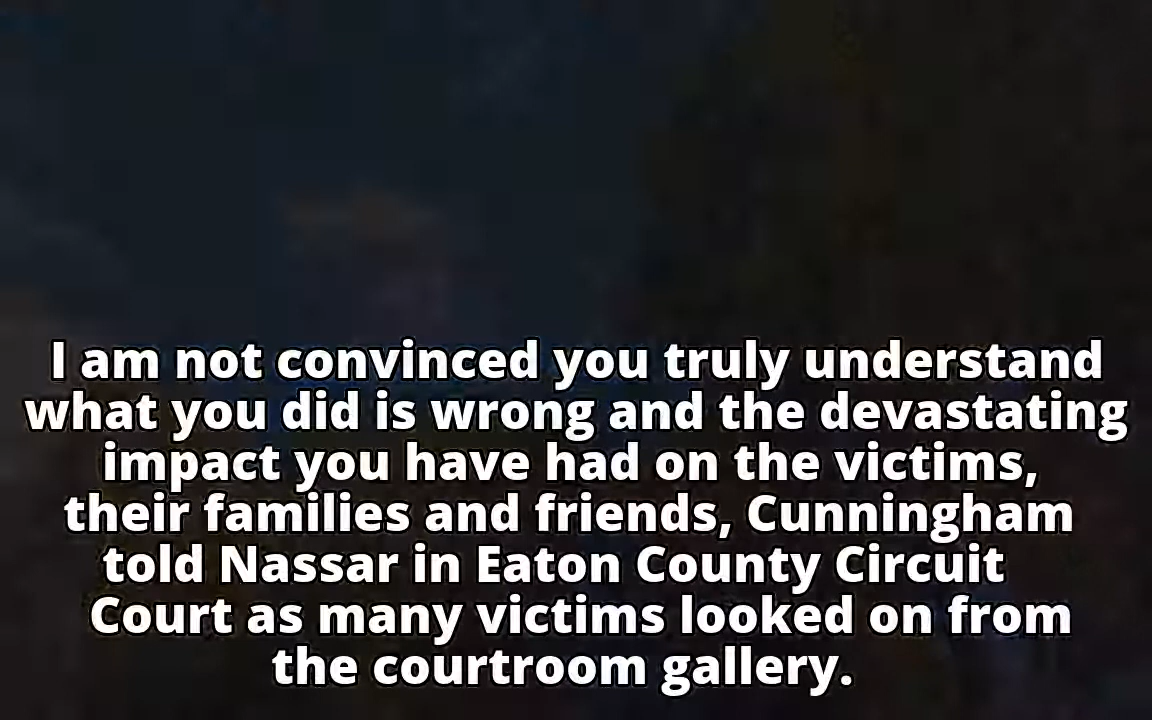 I am not convinced you truly understand
what you did is wrong and the devastating
impact you have had on the victims,
their families and friends, Cunningham
told Nassar in Eaton County Circuit
Court as many victims looked on from
the courtroom gallery.